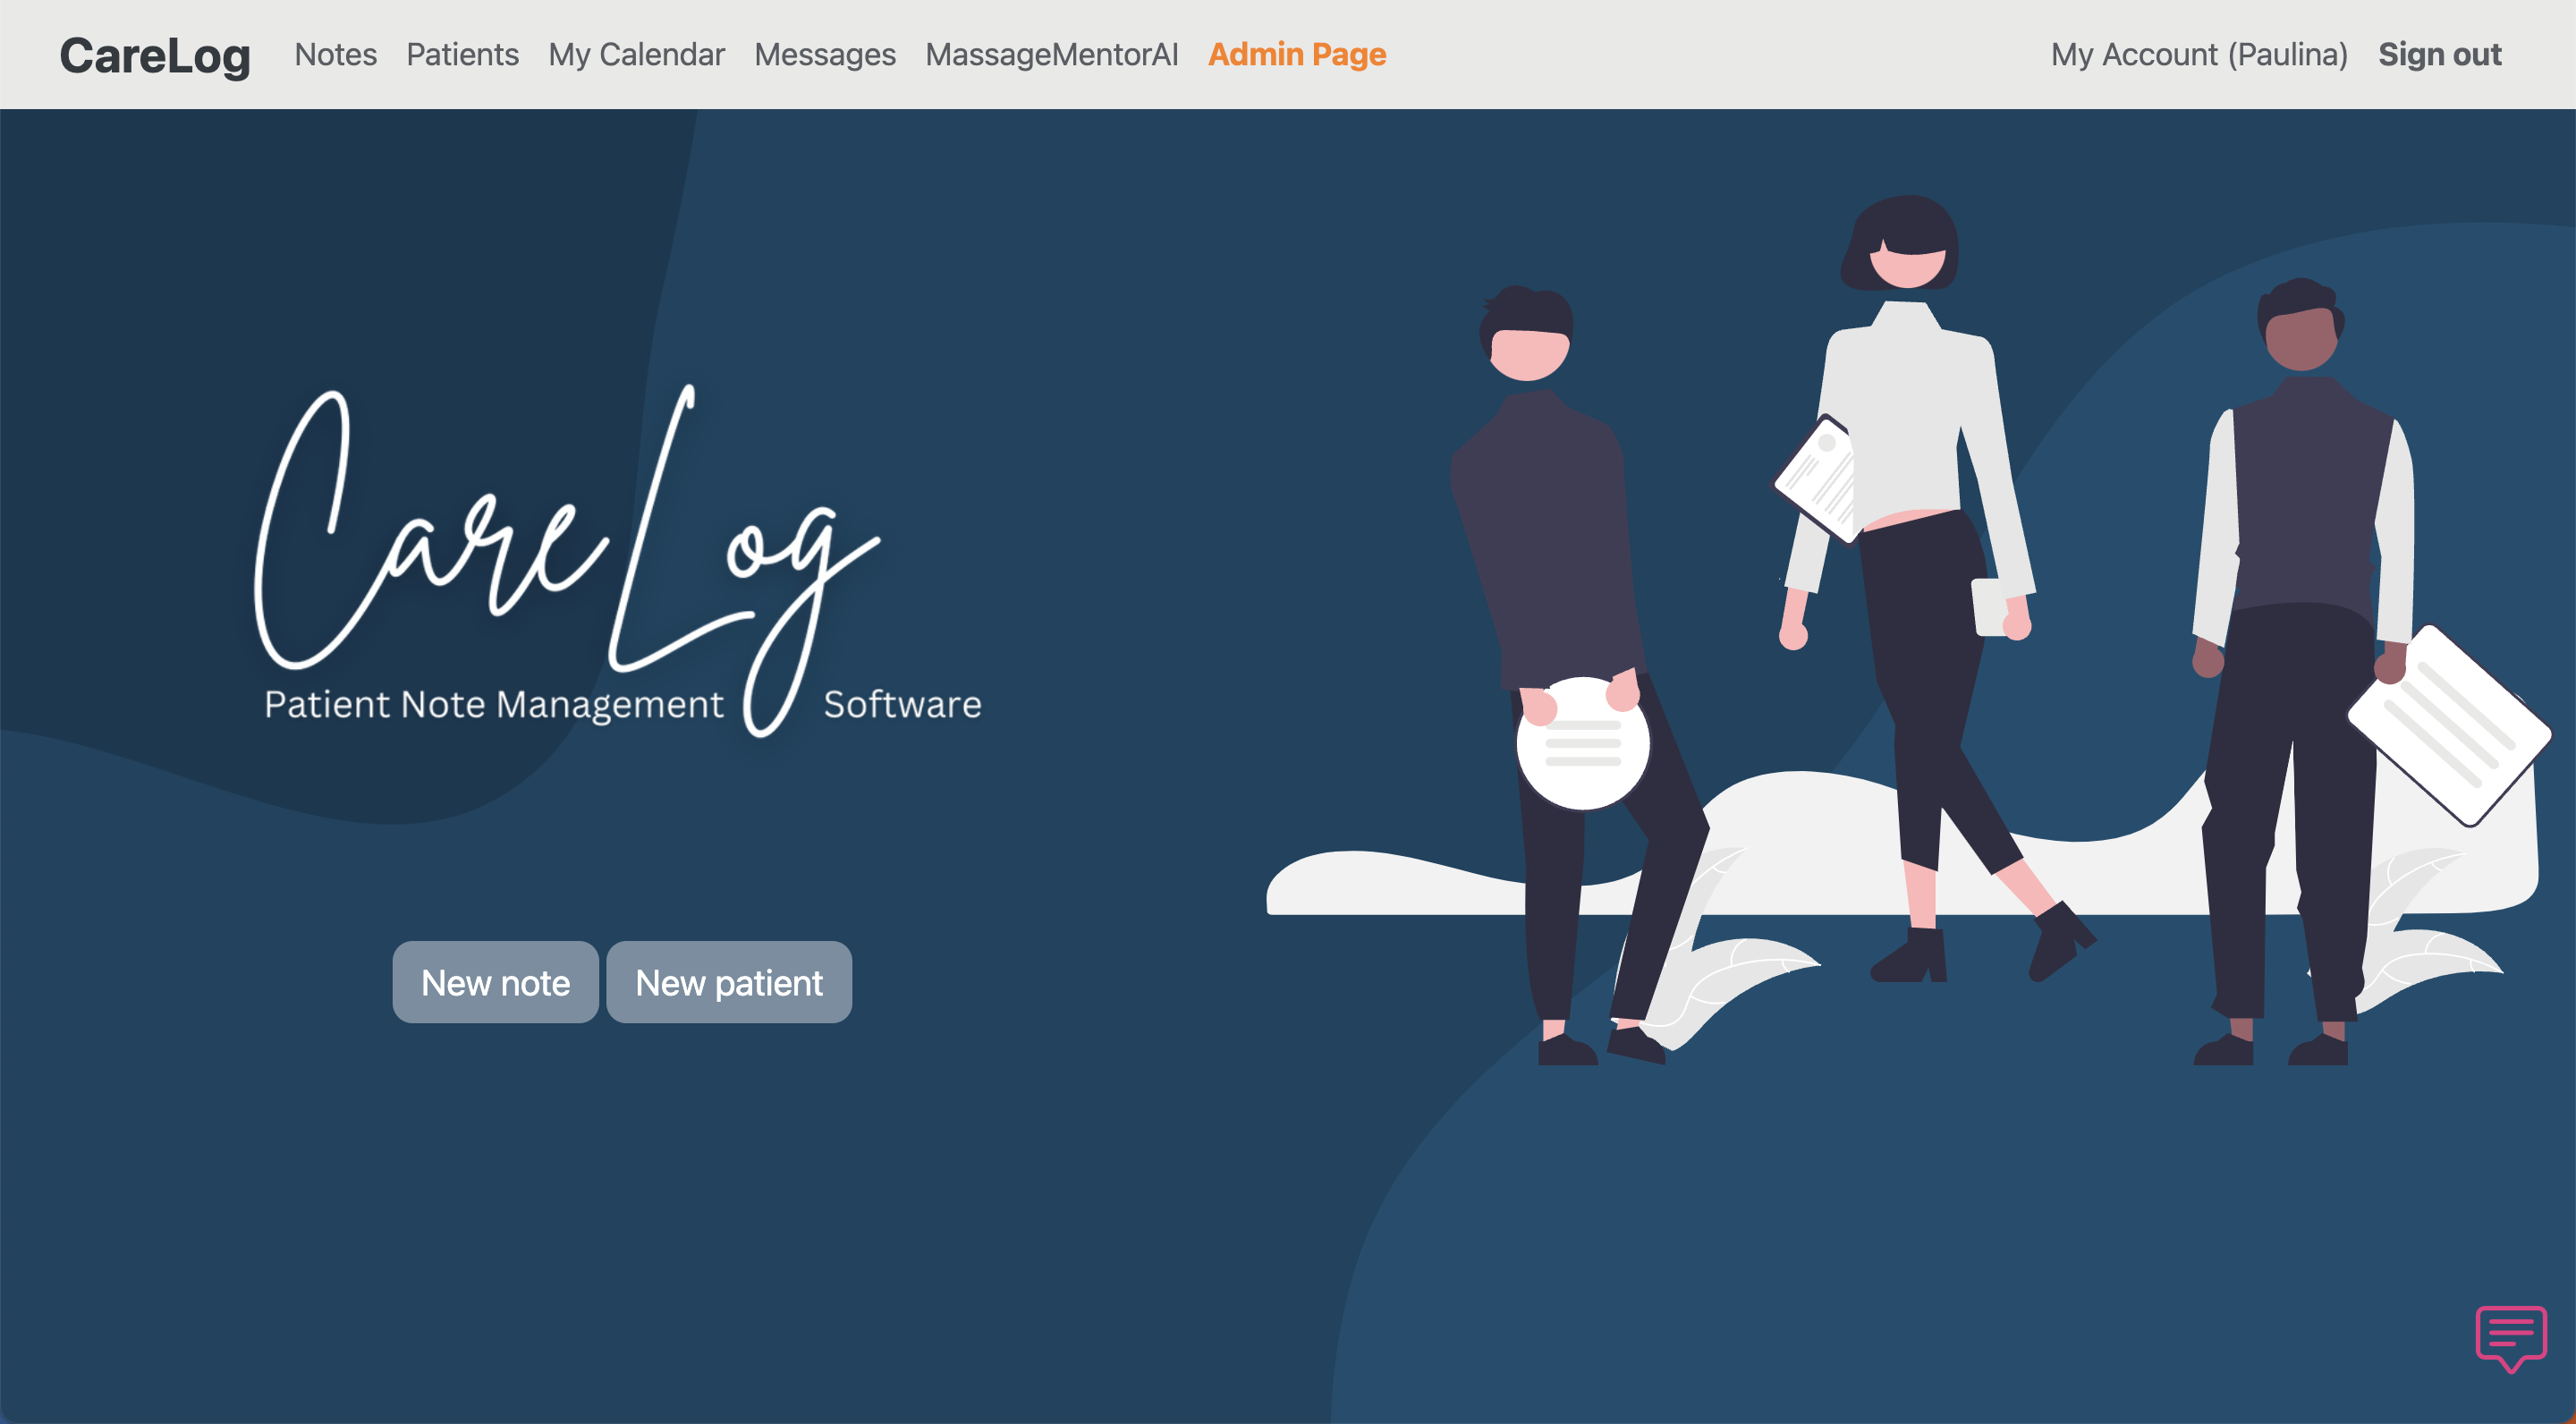 CareLog Notes Patients My Calendar Messages MassageMentorAI Admin Page My Account (Paulina) Sign out
CareLog
Patient Note Management Software
New note New patient